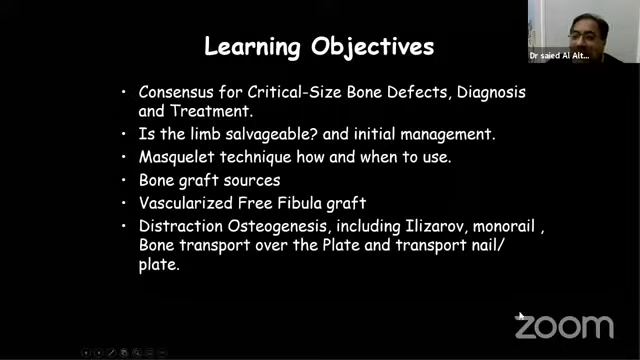 Learning Objectives
Dr saied Al Alt...
• Consensus for Critical-Size Bone Defects, Diagnosis
and Treatment.
• Is the limb salvageable? and initial management.
• Masquelet technique how and when to use.
• Bone graft sources
• Vascularized Free Fibula graft
• Distraction Osteogenesis, including Ilizarov, monorail ,
Bone transport over the Plate and transport nail/
plate.
zoom